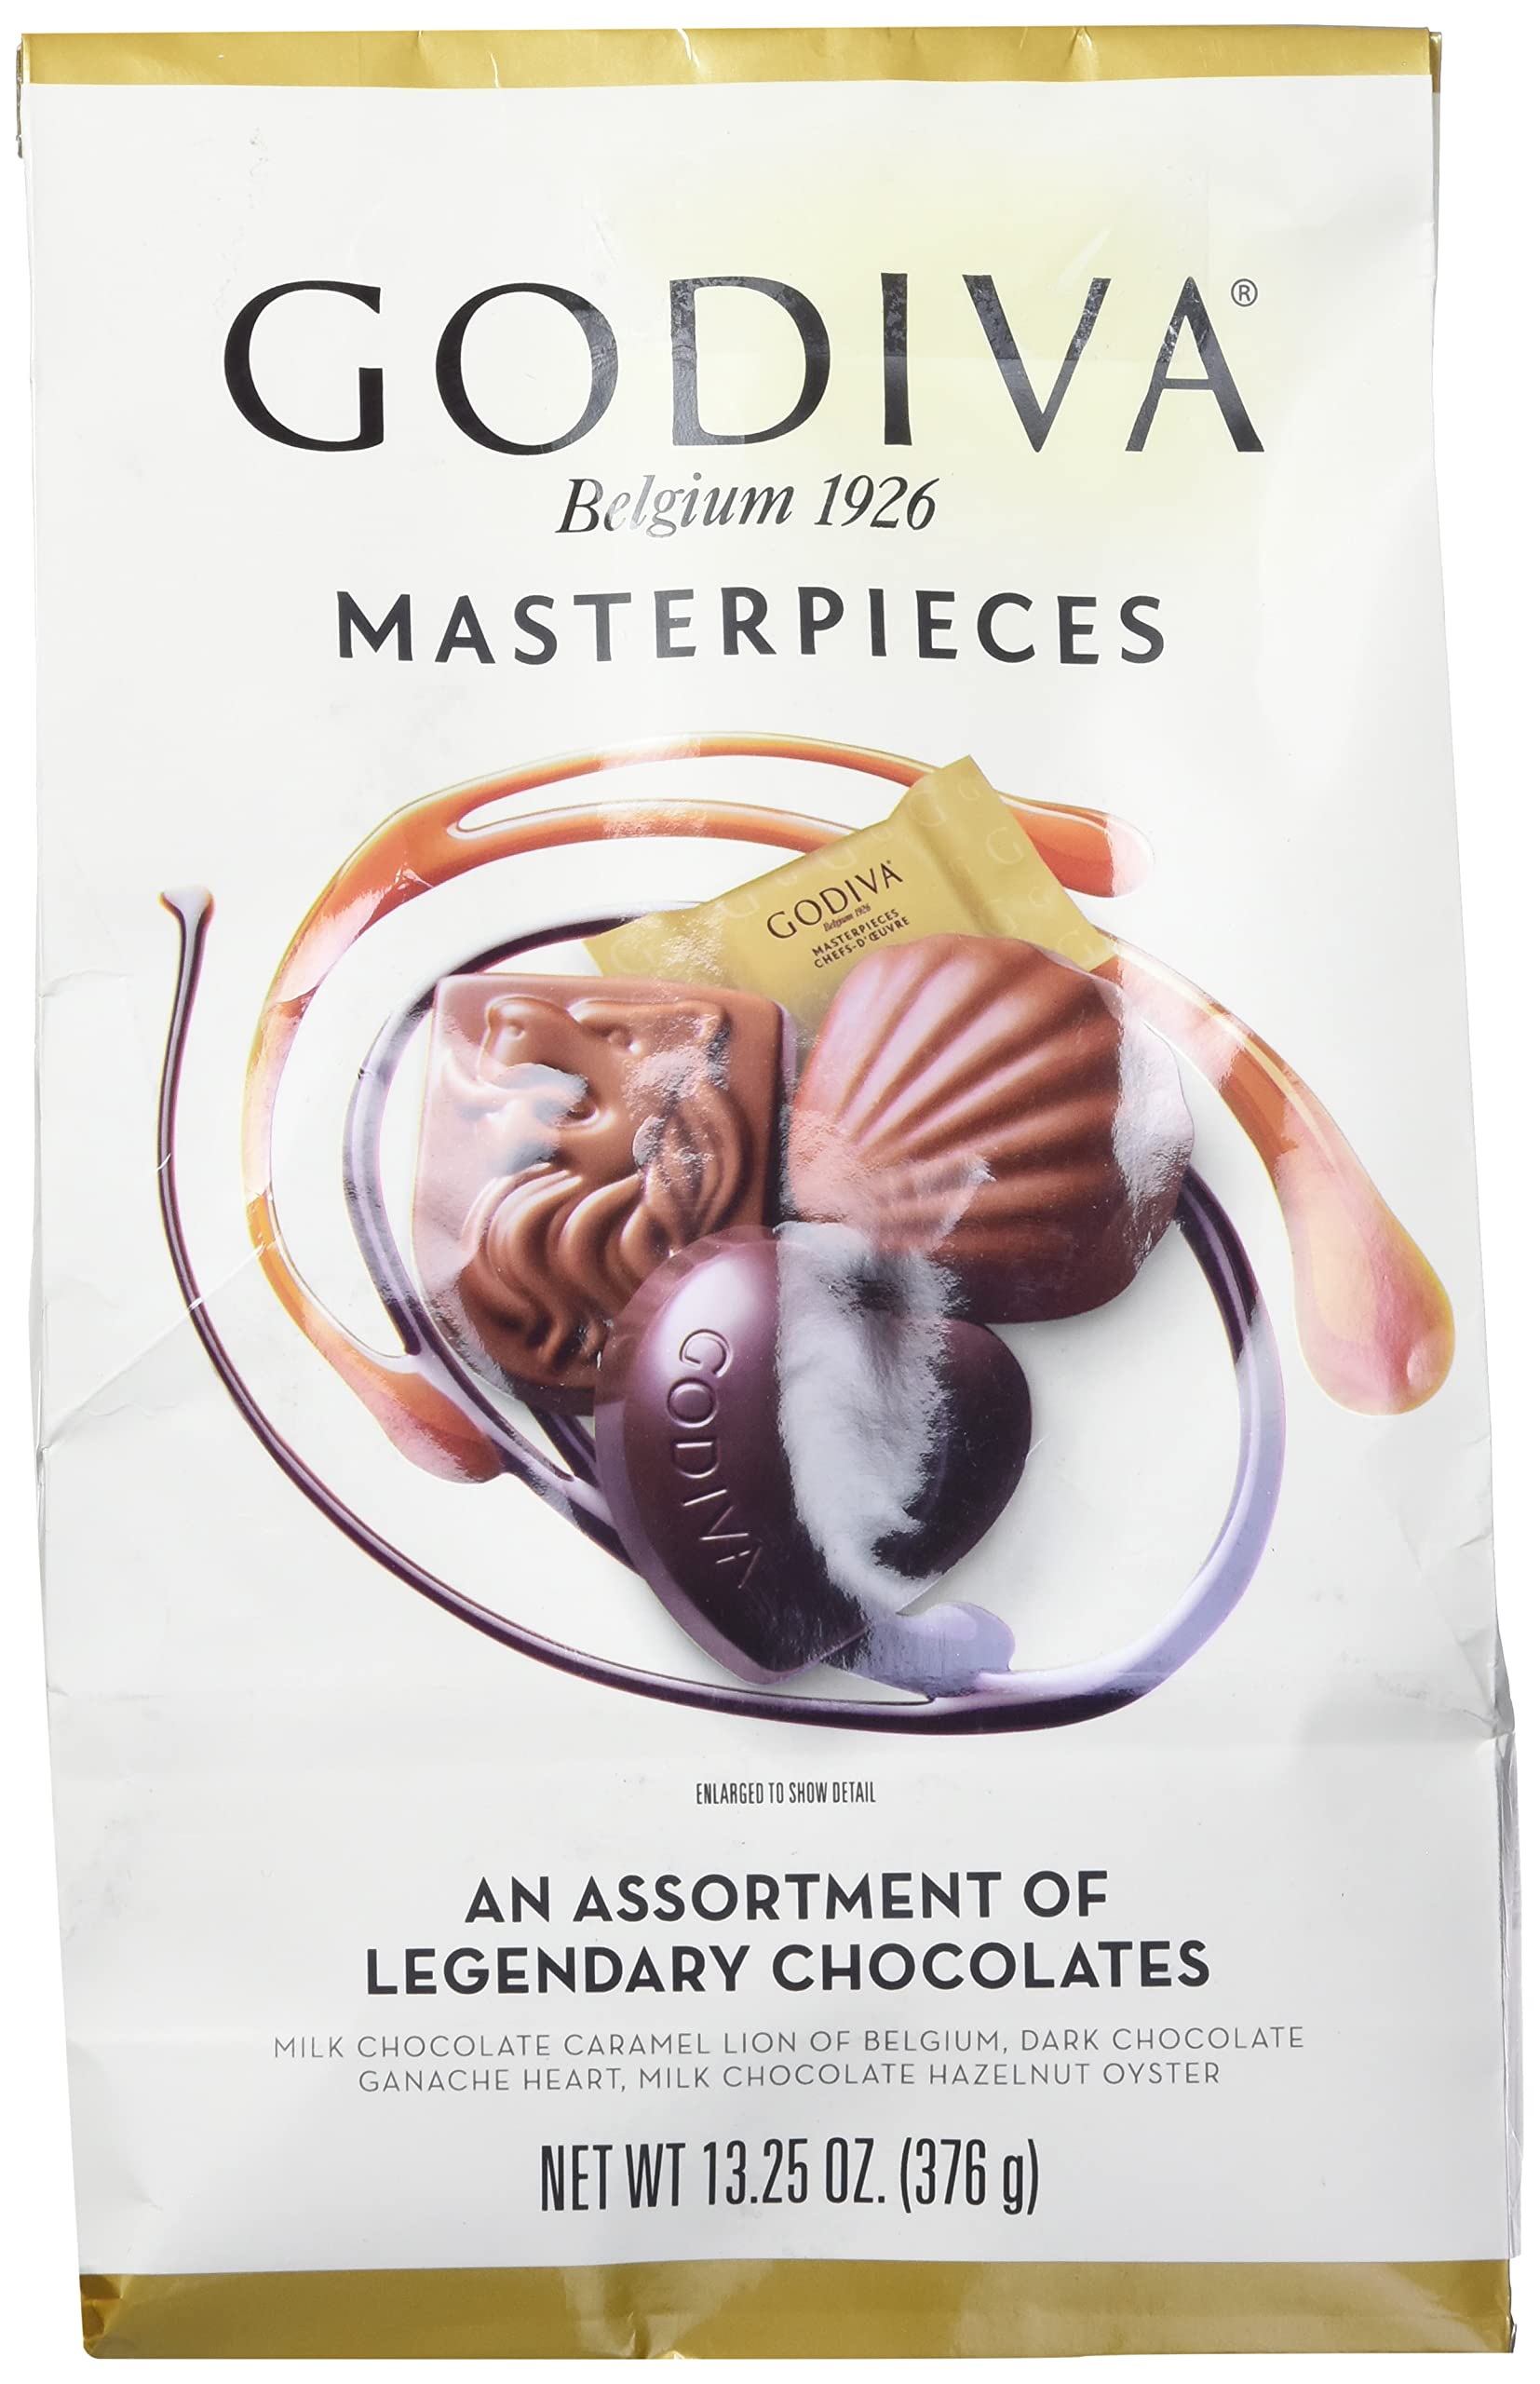 GODIVA®
Belgium 1926
MASTERPIECES
GODIVA
Belgium 1926
MASTERPIECES
CHEFS-D'ŒUVRE
GODIVA
ENLARGED TO SHOW DETAIL
AN ASSORTMENT OF
LEGENDARY CHOCOLATES
MILK CHOCOLATE CARAMEL LION OF BELGIUM, DARK CHOCOLATE
GANACHE HEART, MILK CHOCOLATE HAZELNUT OYSTER
NET WT 13.25 OZ. (376 g)